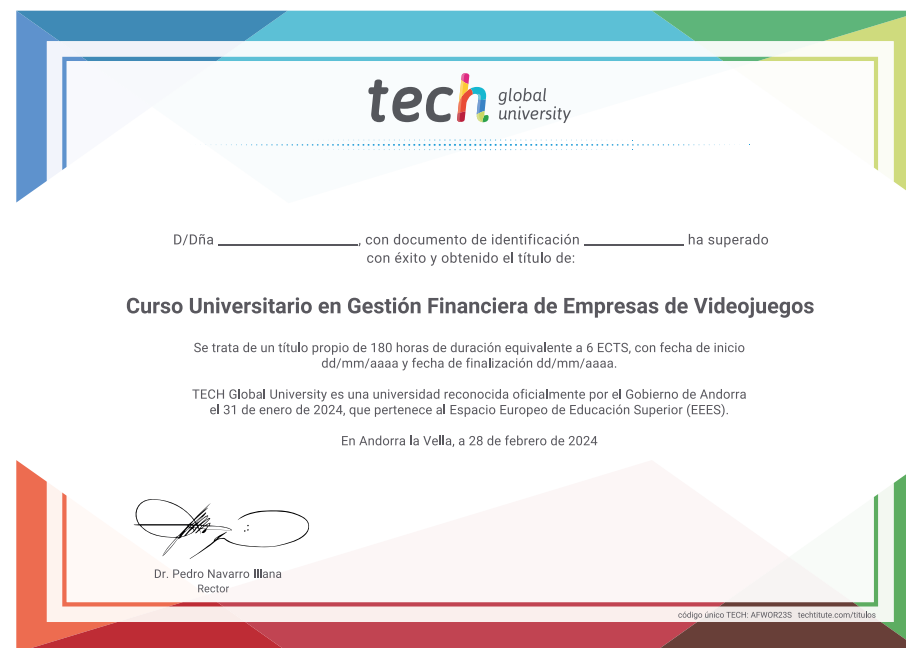 tech global university
D/Dña ____________________, con documento de identificación ______________ ha superado
con éxito y obtenido el título de:
Curso Universitario en Gestión Financiera de Empresas de Videojuegos
Se trata de un título propio de 180 horas de duración equivalente a 6 ECTS, con fecha de inicio
dd/mm/aaaa y fecha de finalización dd/mm/aaaa.
TECH Global University es una universidad reconocida oficialmente por el Gobierno de Andorra
el 31 de enero de 2024, que pertenece al Espacio Europeo de Educación Superior (EEES).
En Andorra la Vella, a 28 de febrero de 2024
Dr. Pedro Navarro Illana
Rector
código único TECH: AFWOR23S techtitute.com/titulos